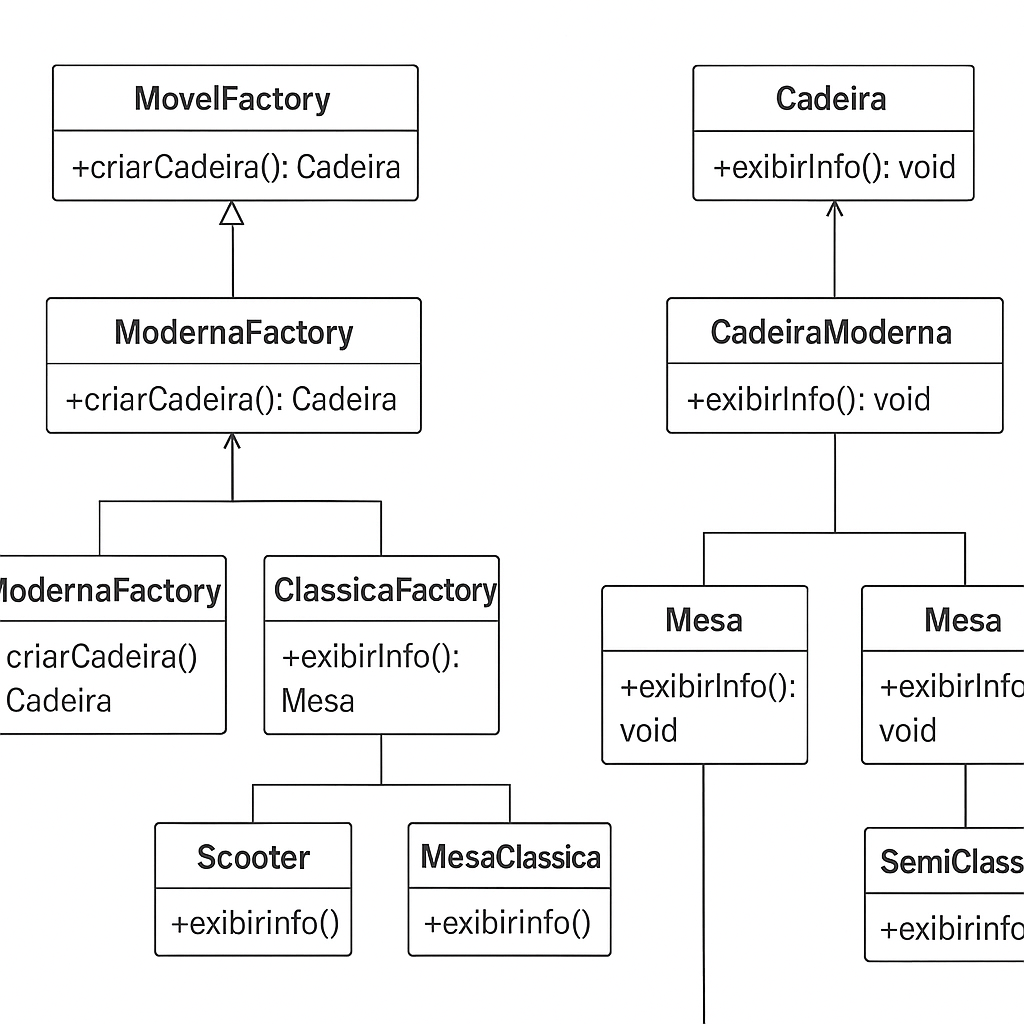 MovelFactory
+criarCadeira(): Cadeira
Cadeira
+exibirInfo(): void
ModernaFactory
+criarCadeira(): Cadeira
CadeiraModerna
+exibirInfo(): void
ModernaFactory
criarCadeira()
Cadeira
ClassicaFactory
+exibirInfo():
Mesa
Mesa
+exibirInfo():
void
Mesa
+exibirInfo
void
Scooter
+exibirinfo()
MesaClassica
+exibirinfo()
SemiClass
+exibirinfo